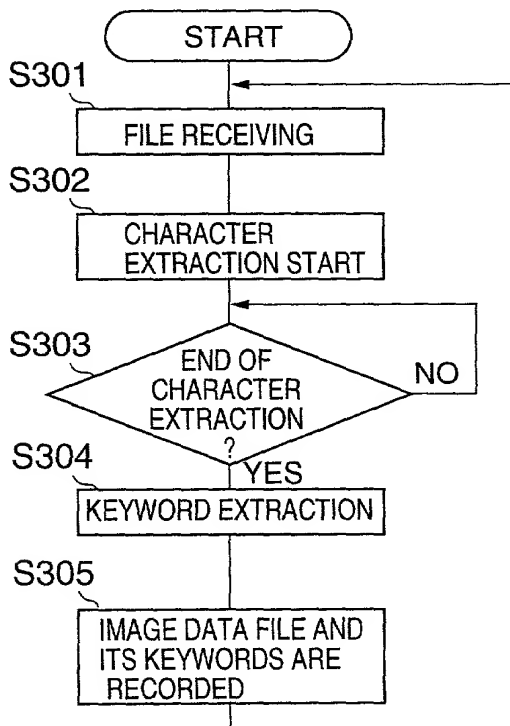 START
S301
FILE RECEIVING
S302
CHARACTER
EXTRACTION START
S303
END OF
CHARACTER
EXTRACTION
?
NO
YES
S304
KEYWORD EXTRACTION
S305
IMAGE DATA FILE AND
ITS KEYWORDS ARE
RECORDED